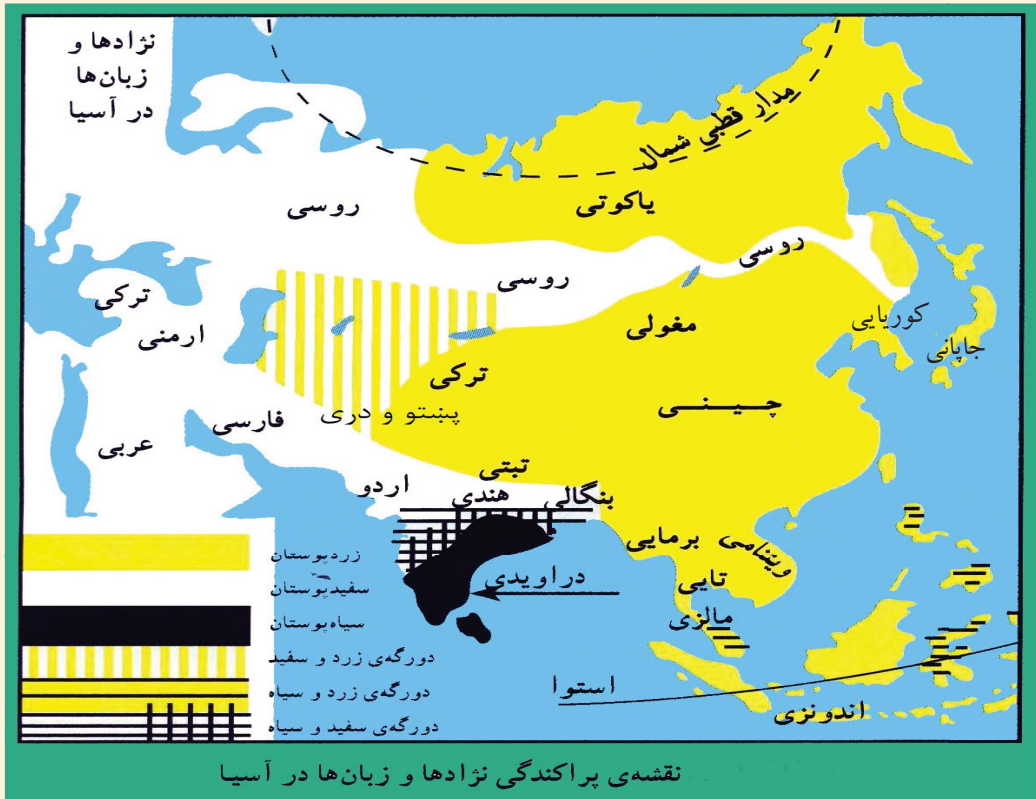 نژادها و
زبان‌ها
در آسیا
مدار قطبی شمال
یاکوتی
روسی
روسی
روسی
ترکی
ارمنی
مغولی
کوریایی
جاپانی
ترکی
چینی
پښتو و دری
فارسی
عربی
تبتی
اردو
هندی
بنگالی
برمایی
ویتنامی
تایی
دراویدی
مالزی
استوا
اندونزی
زردپوستان
سفیدپوستان
سیاه‌پوستان
دورگه‌ی زرد و سفید
دورگه‌ی زرد و سیاه
دورگه‌ی سفید و سیاه
نقشه‌ی پراکندگی نژادها و زبان‌ها در آسیا